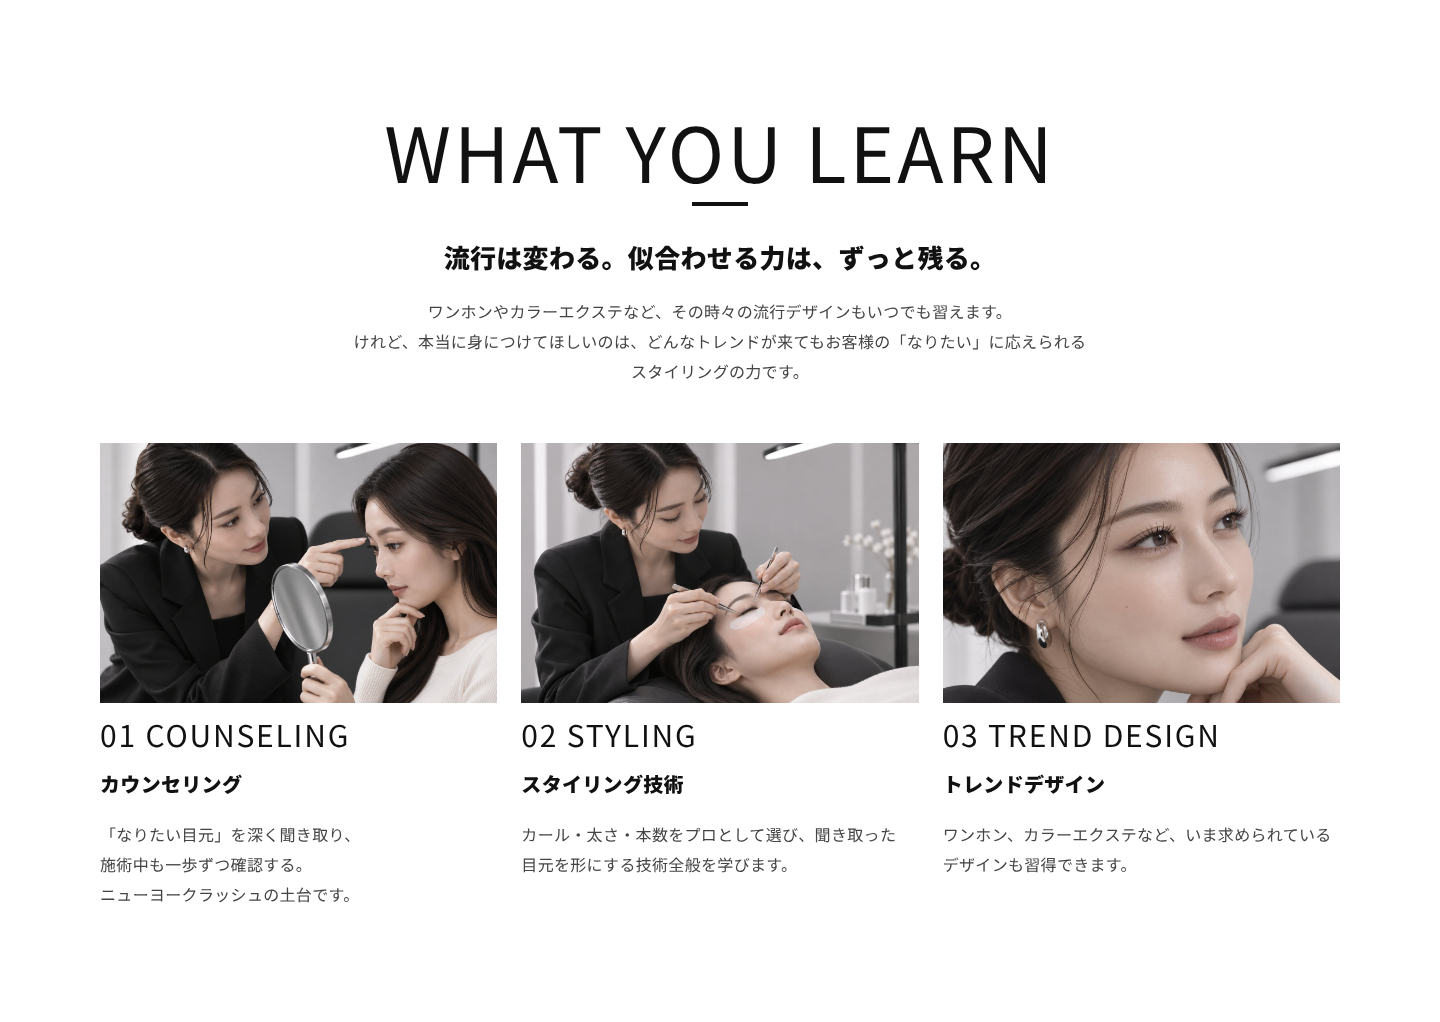 WHAT YOU LEARN
流行は変わる。似合わせる力は、ずっと残る。
ワンホンやカラーエクステなど、その時々の流行デザインもいつでも習えます。
けれど、本当に身につけてほしいのは、どんなトレンドが来てもお客様の「なりたい」に応えられる
スタイリングの力です。
01 COUNSELING
カウンセリング
「なりたい目元」を深く聞き取り、
施術中も一歩ずつ確認する。
ニューヨークラッシュの土台です。
02 STYLING
スタイリング技術
カール・太さ・本数をプロとして選び、聞き取った
目元を形にする技術全般を学びます。
03 TREND DESIGN
トレンドデザイン
ワンホン、カラーエクステなど、いま求められている
デザインも習得できます。